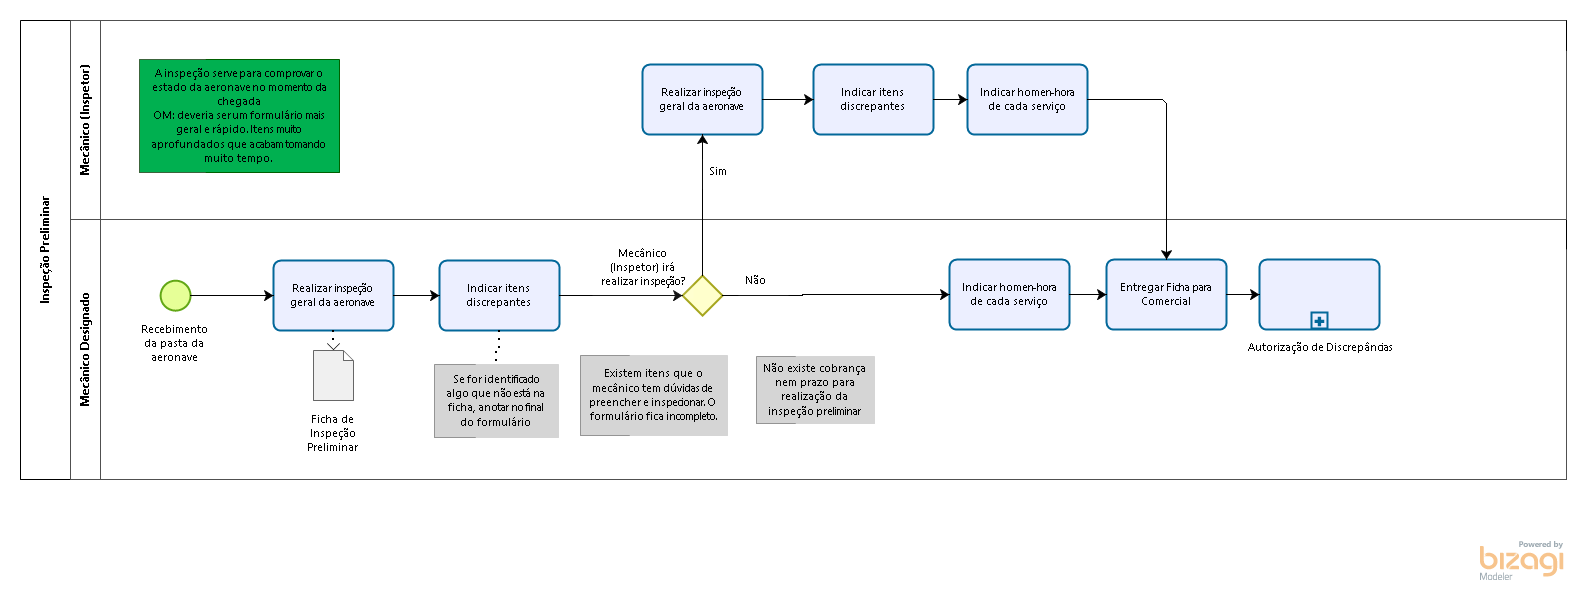 Inspeção Preliminar
Mecânico (Inspetor)
A inspeção serve para comprovar o
estado da aeronave no momento da
chegada
OM: deveria ser um formulário mais
geral e rápido. Itens muito
aprofundados que acabam tomando
muito tempo.
Realizar inspeção
geral da aeronave
Indicar itens
discrepantes
Indicar homen-hora
de cada serviço
Sim
Mecânico Designado
Recebimento
da pasta da
aeronave
Realizar inspeção
geral da aeronave
Indicar itens
discrepantes
Mecânico
(Inspetor) irá
realizar inspeção?
Não
Indicar homen-hora
de cada serviço
Entregar Ficha para
Comercial
Autorização de Discrepâncias
Ficha de
Inspeção
Preliminar
Se for identificado
algo que não está na
ficha, anotar no final
do formulário
Existem itens que o
mecânico tem dúvidas de
preencher e inspecionar. O
formulário fica incompleto.
Não existe cobrança
nem prazo para
realização da
inspeção preliminar
Powered by
bizagi
Modeler